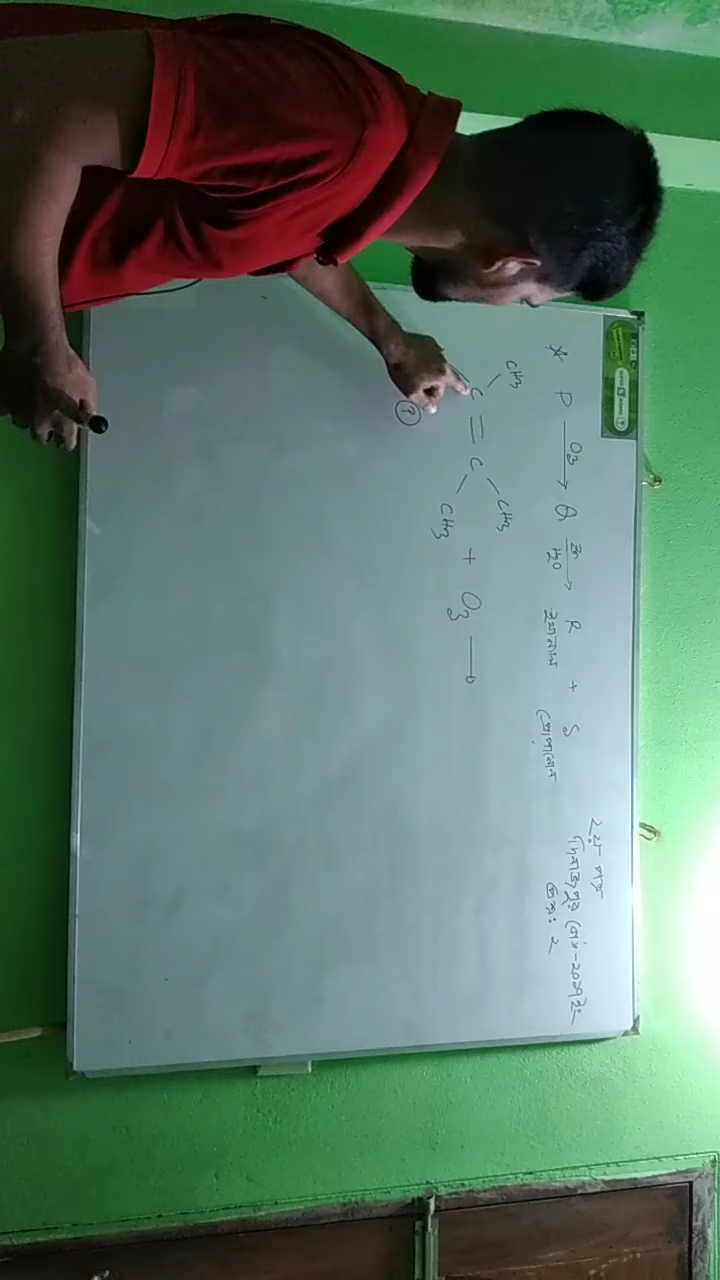 * P —O3→ Q —Zn/H2O→ R + S
ইথান্যাল প্রোপানোন
২য় পত্র
দিনাজপুর বোর্ড-২০১৭ইং
প্রশ্ন: ২
CH3 CH3
C = C + O3 —
CH3
(P)